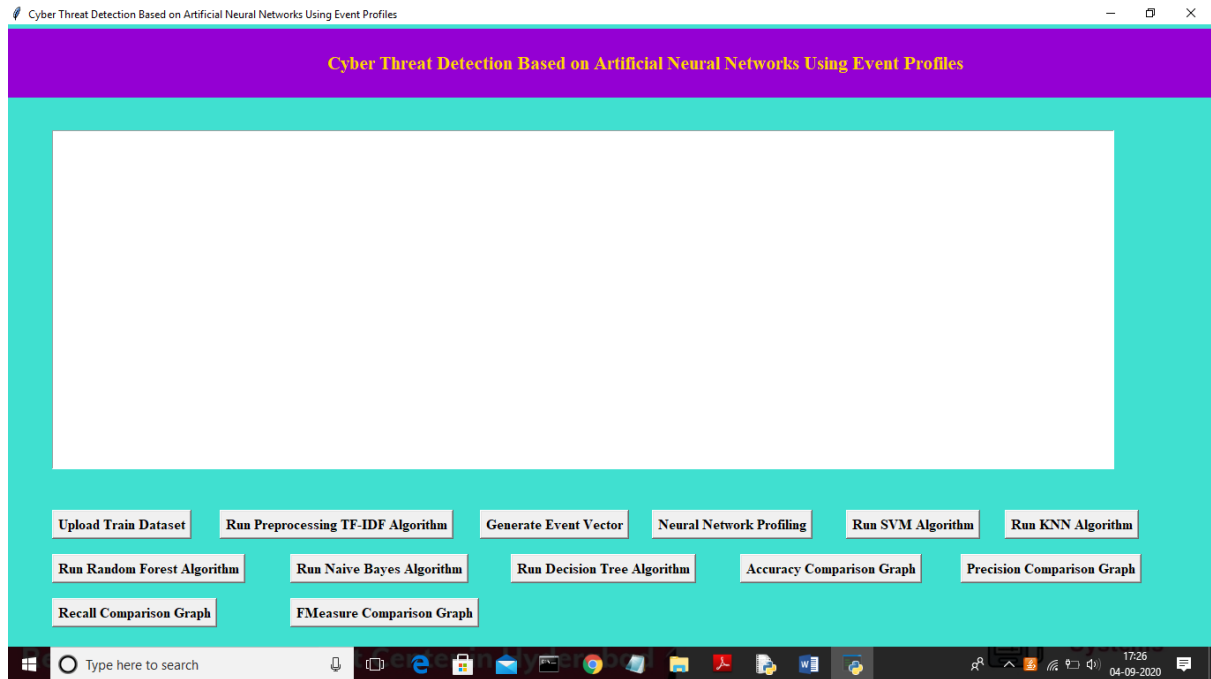 Cyber Threat Detection Based on Artificial Neural Networks Using Event Profiles
Cyber Threat Detection Based on Artificial Neural Networks Using Event Profiles
Upload Train Dataset Run Preprocessing TF-IDF Algorithm Generate Event Vector Neural Network Profiling Run SVM Algorithm Run KNN Algorithm
Run Random Forest Algorithm Run Naive Bayes Algorithm Run Decision Tree Algorithm Accuracy Comparison Graph Precision Comparison Graph
Recall Comparison Graph FMeasure Comparison Graph
Type here to search
17:26
04-09-2020